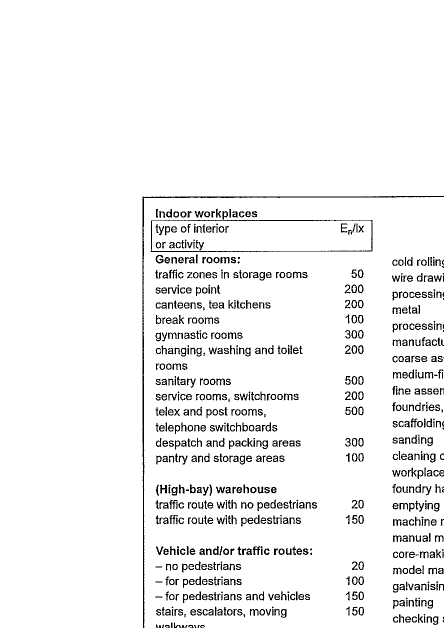 Indoor workplaces
type of interior Eₙ/lx
or activity
General rooms:
traffic zones in storage rooms 50
service point 200
canteens, tea kitchens 200
break rooms 100
gymnastic rooms 300
changing, washing and toilet 200
rooms
sanitary rooms 500
service rooms, switchrooms 200
telex and post rooms, 500
telephone switchboards
despatch and packing areas 300
pantry and storage areas 100
(High-bay) warehouse
traffic route with no pedestrians 20
traffic route with pedestrians 150
Vehicle and/or traffic routes:
– no pedestrians 20
– for pedestrians 100
– for pedestrians and vehicles 150
stairs, escalators, moving 150
walkways
cold rolling
wire drawi
processing
metal
processing
manufactu
coarse as
medium-fi
fine assen
foundries,
scaffolding
sanding
cleaning c
workplace
foundry ha
emptying
machine r
manual m
core-maki
model ma
galvanisin
painting
checking s